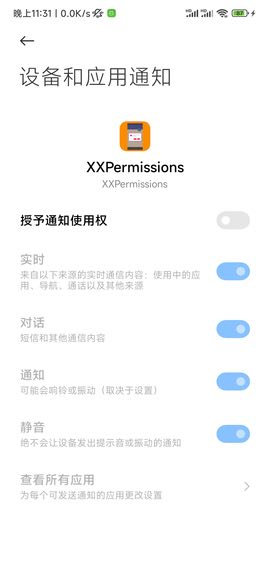 晚上11:31 | 0.0K/s
设备和应用通知
XXPermissions
XXPermissions
授予通知使用权
实时
来自以下来源的实时通信内容：使用中的应
用、导航、通话以及其他来源
对话
短信和其他通信内容
通知
可能会响铃或振动（取决于设置）
静音
绝不会让设备发出提示音或振动的通知
查看所有应用
为每个可发送通知的应用更改设置